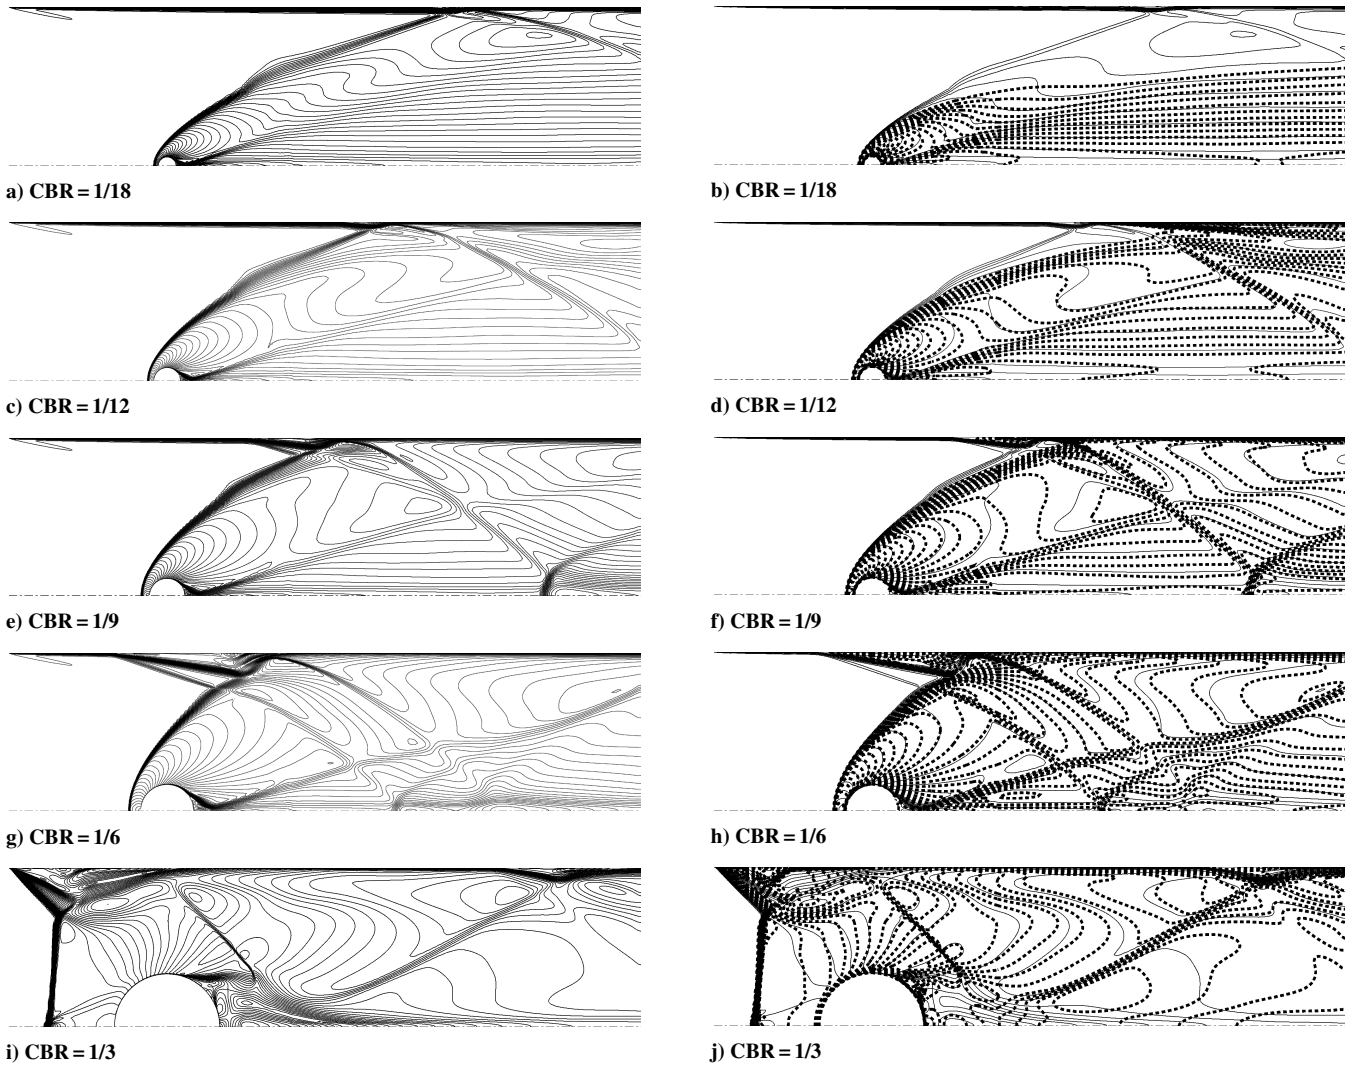 a) CBR = 1/18
b) CBR = 1/18
c) CBR = 1/12
d) CBR = 1/12
e) CBR = 1/9
f) CBR = 1/9
g) CBR = 1/6
h) CBR = 1/6
i) CBR = 1/3
j) CBR = 1/3